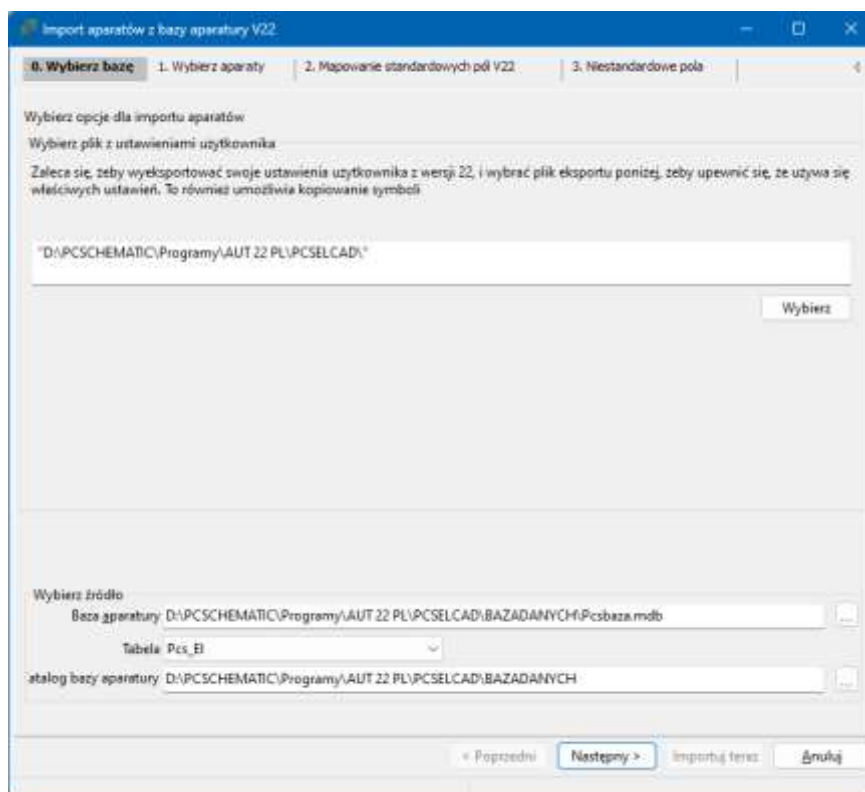 Import aparatów z bazy aparatury V22
0. Wybierz bazę 1. Wybierz aparaty 2. Mapowanie standardowych pól V22 3. Niestandardowe pola
Wybierz opcje dla importu aparatów
Wybierz plik z ustawieniami użytkownika
Zaleca się, żeby wyeksportować swoje ustawienia użytkownika z wersji 22, i wybrać plik eksportu poniżej, żeby upewnić się, że używa się
właściwych ustawień. To również umożliwia kopiowanie symboli
"D:\PCSCHEMATIC\Programy\AUT 22 PL\PCSELCAD\"
Wybierz
Wybierz źródło
Baza aparatury D:\PCSCHEMATIC\Programy\AUT 22 PL\PCSELCAD\BAZADANYCH\Pcsbaza.mdb ...
Tabela Pcs_El
atalog bazy aparatury D:\PCSCHEMATIC\Programy\AUT 22 PL\PCSELCAD\BAZADANYCH ...
< Poprzedni Następny > Importuj teraz Anuluj